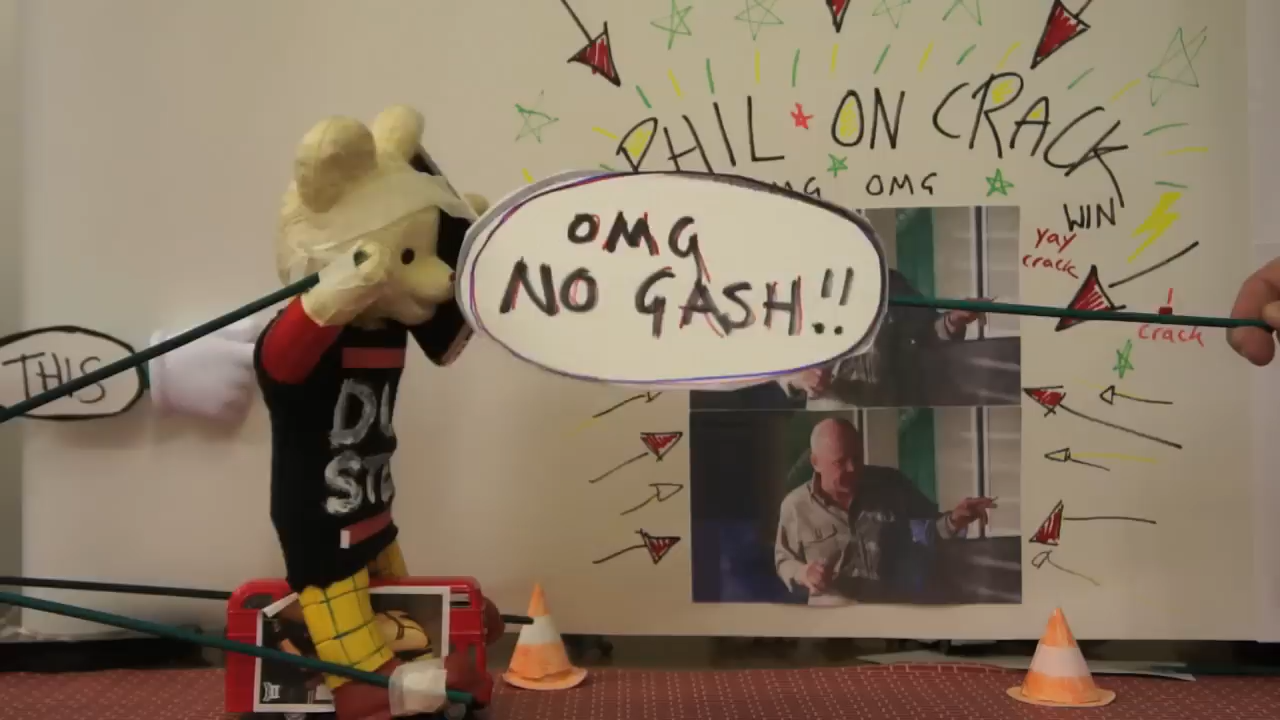 PHIL ON CRACK
OMG
WIN
yay
crack
crack
OMG
NO GASH!!
THIS